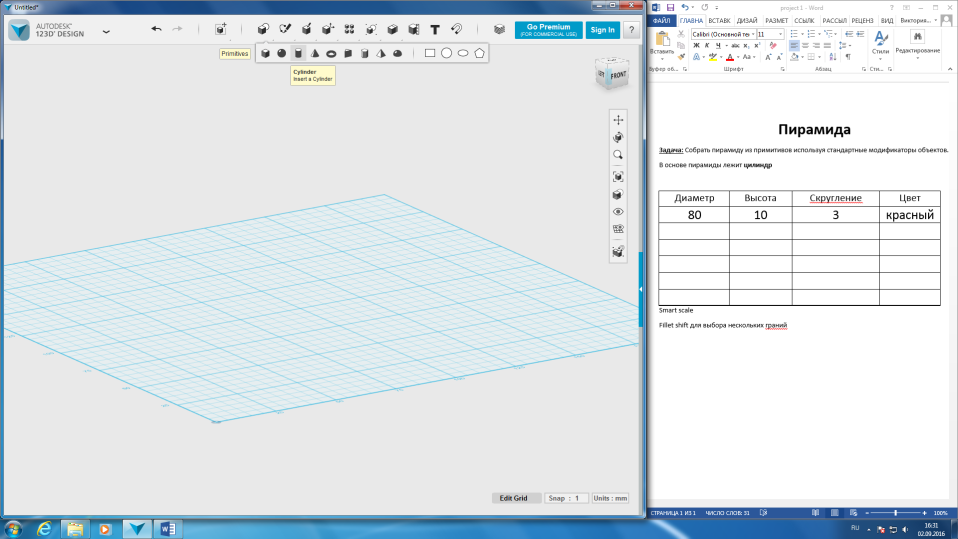 Untitled*
AUTODESK®
123D® DESIGN
Go Premium
(FOR COMMERCIAL USE)
Sign In
?
Primitives
Cylinder
Insert a Cylinder
LEFT
FRONT
Edit Grid
Snap : 1
Units : mm
project 1 - Word
ФАЙЛ
ГЛАВНА
ВСТАВК
ДИЗАЙ
РАЗМЕТ
ССЫЛК
РАССЫЛ
РЕЦЕНЗ
ВИД
Виктория...
Calibri (Основной те
11
Вставить
Ж К Ч
Стили
Редактирование
Буфер об...
Шрифт
Абзац
Сти...
Пирамида
Задача: Собрать пирамиду из примитивов используя стандартные модификаторы объектов.
В основе пирамиды лежит цилиндр
Диаметр Высота Скругление Цвет
80 10 3 красный
Smart scale
Fillet shift для выбора нескольких граний
СТРАНИЦА 1 ИЗ 1
ЧИСЛО СЛОВ: 31
100%
RU
16:31
02.09.2016